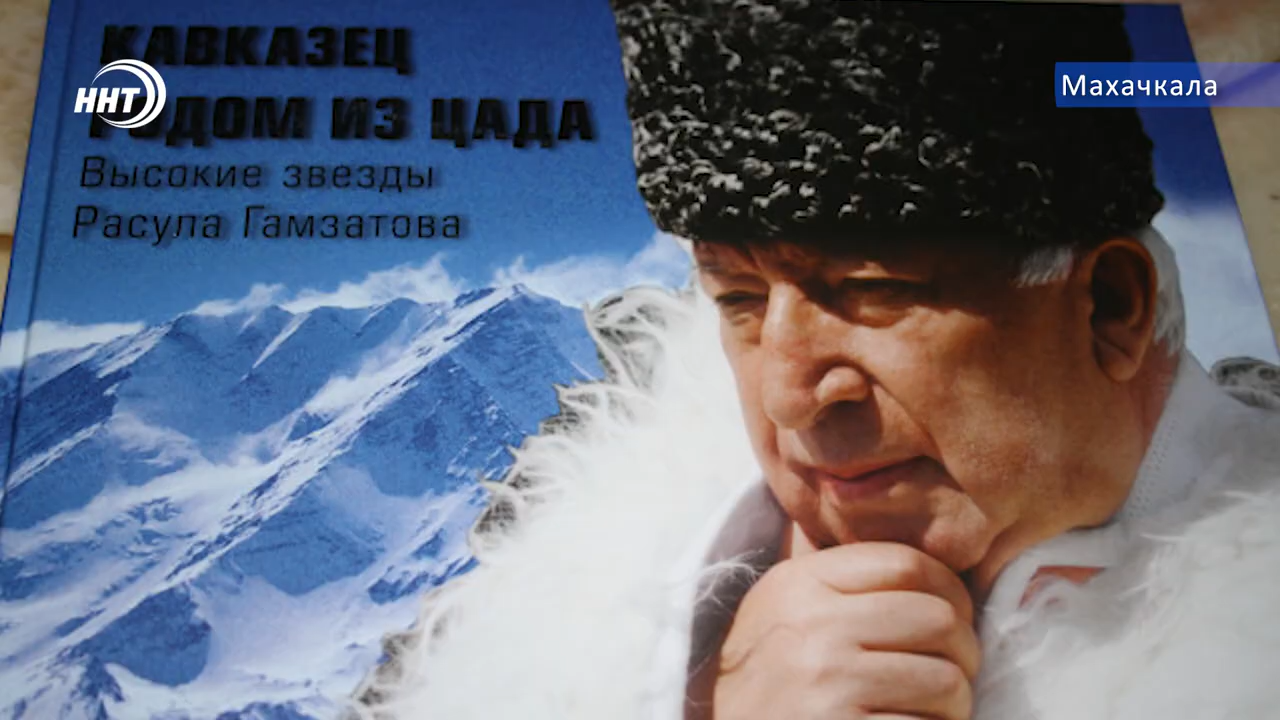 КАВКАЗЕЦ
РОДОМ ИЗ ЦАДА
Высокие звезды
Расула Гамзатова
ННТ
Махачкала